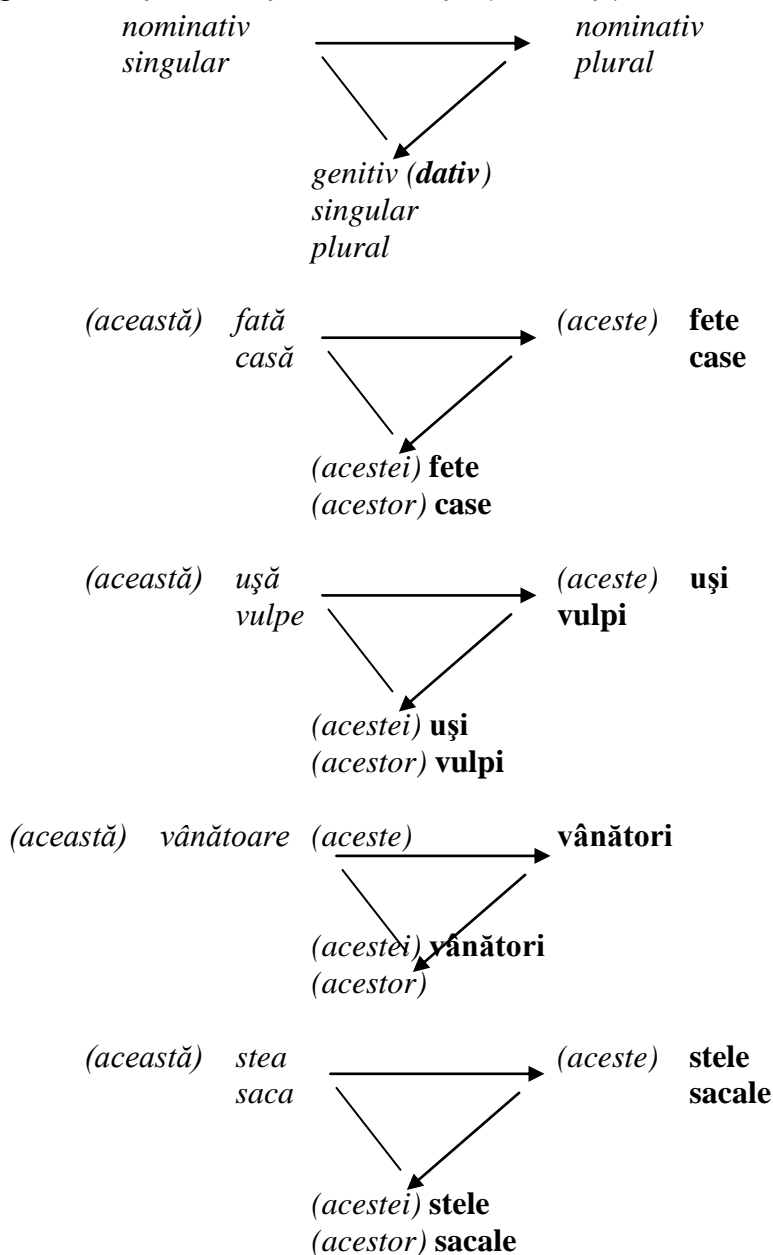 nominativ nominativ
singular plural
genitiv (dativ)
singular
plural
(această) fată (aceste) fete
casă case
(acestei) fete
(acestor) case
(această) uşă (aceste) uşi
vulpe vulpi
(acestei) uşi
(acestor) vulpi
(această) vânătoare (aceste) vânători
(acestei) vânători
(acestor)
(această) stea (aceste) stele
saca sacale
(acestei) stele
(acestor) sacale